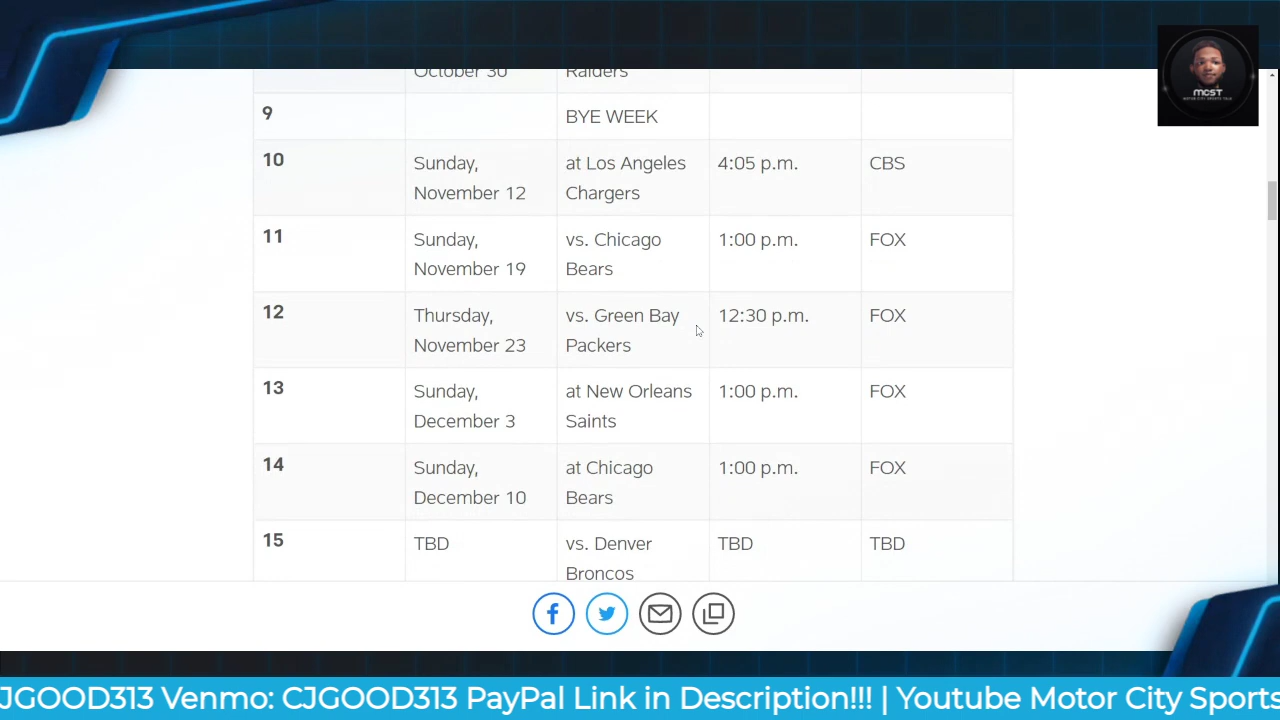 October 30
Raiders
9
BYE WEEK
10
Sunday,
November 12
at Los Angeles
Chargers
4:05 p.m.
CBS
11
Sunday,
November 19
vs. Chicago
Bears
1:00 p.m.
FOX
12
Thursday,
November 23
vs. Green Bay
Packers
12:30 p.m.
FOX
13
Sunday,
December 3
at New Orleans
Saints
1:00 p.m.
FOX
14
Sunday,
December 10
at Chicago
Bears
1:00 p.m.
FOX
15
TBD
vs. Denver
Broncos
TBD
TBD
MCST
MOTOR CITY SPORTS TALK
JGOOD313 Venmo: CJGOOD313 PayPal Link in Description!!! | Youtube Motor City Sports